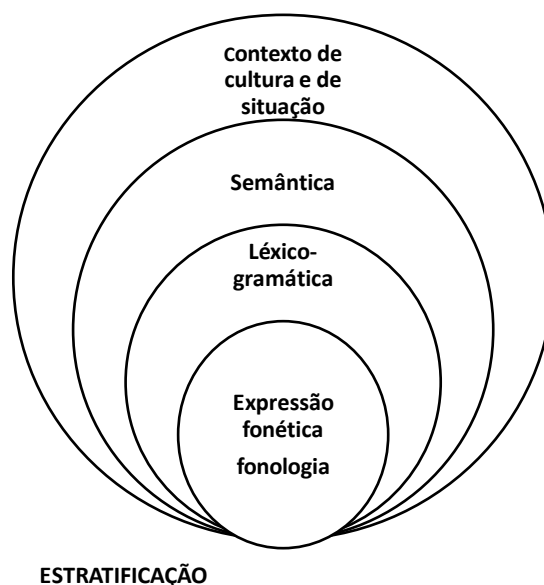 Contexto de
cultura e de
situação
Semântica
Léxico-
gramática
Expressão
fonética
fonologia
ESTRATIFICAÇÃO